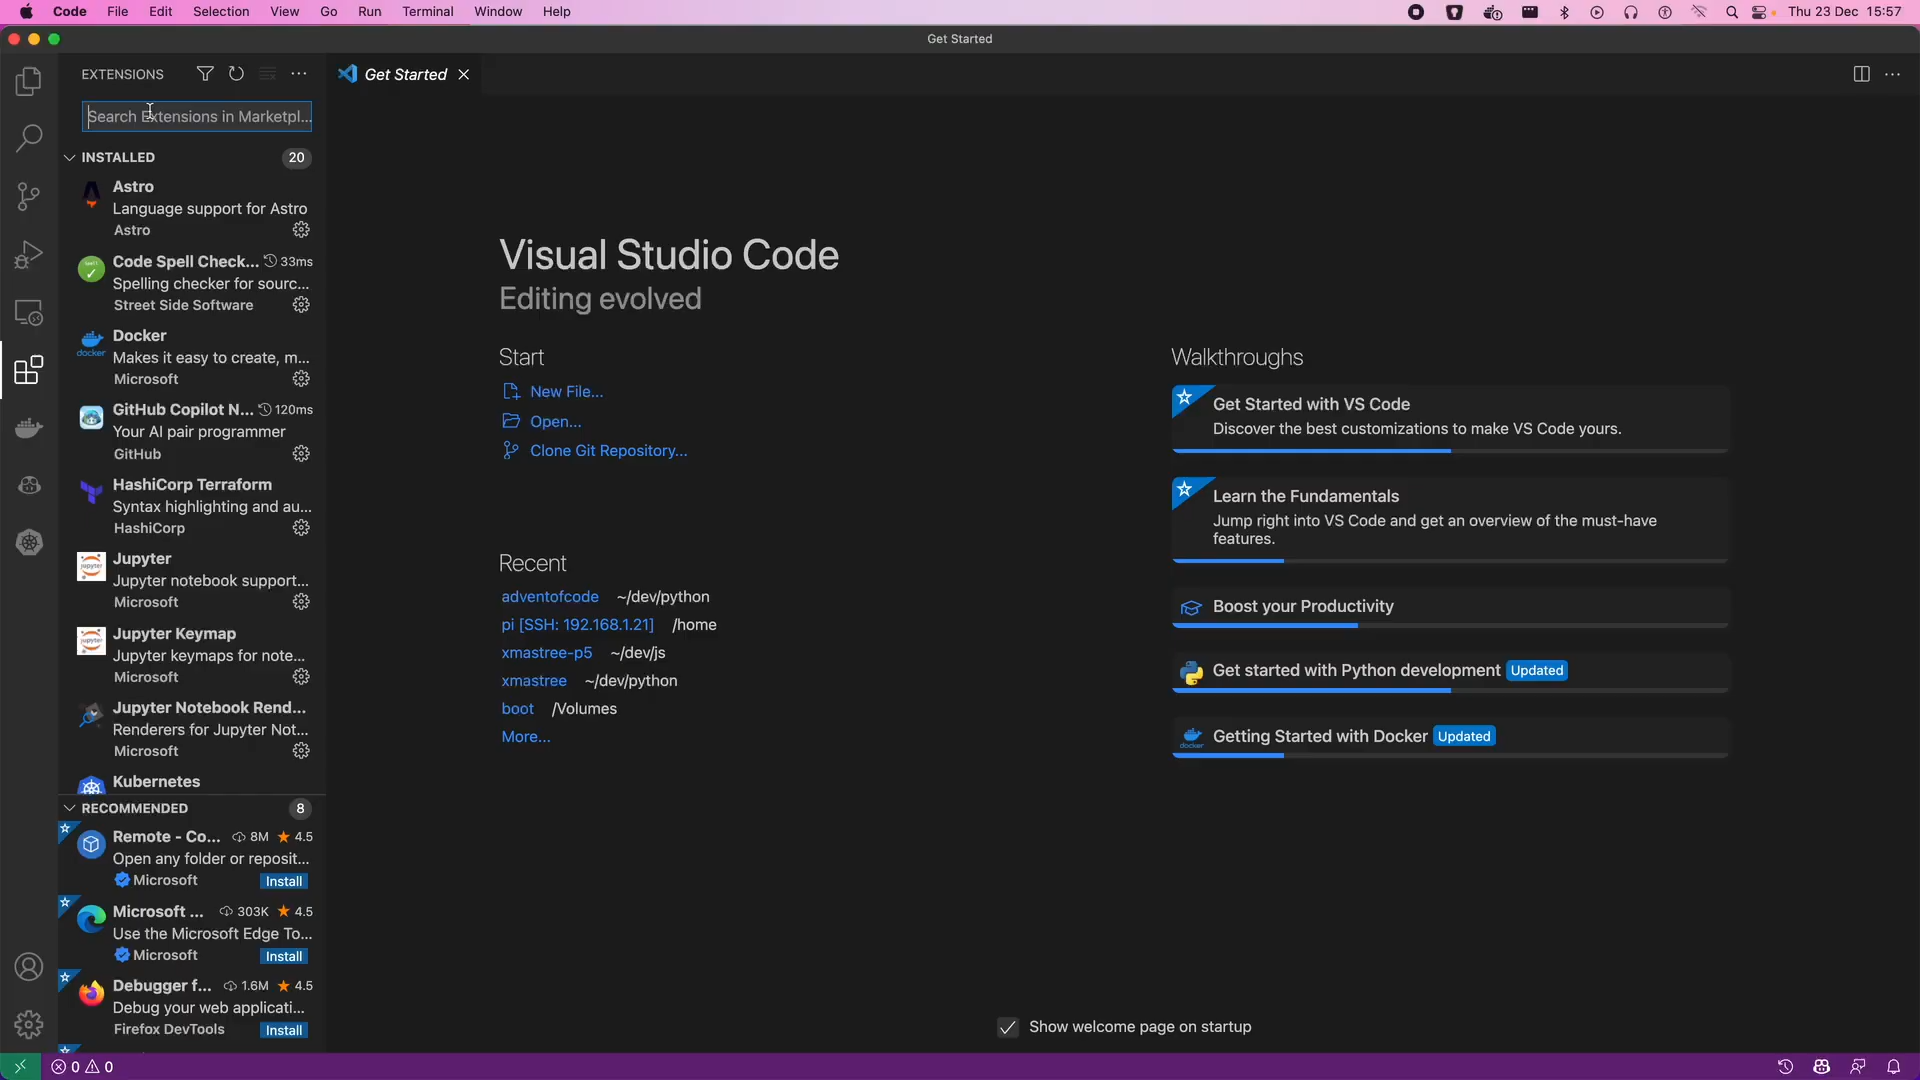 Code File Edit Selection View Go Run Terminal Window Help
Thu 23 Dec 15:57
Get Started
EXTENSIONS
Get Started
Search Extensions in Marketpl...
INSTALLED 20
Astro
Language support for Astro
Astro
Code Spell Check... 33ms
Spelling checker for sourc...
Street Side Software
Docker
Makes it easy to create, m...
Microsoft
GitHub Copilot N... 120ms
Your AI pair programmer
GitHub
HashiCorp Terraform
Syntax highlighting and au...
HashiCorp
Jupyter
Jupyter notebook support...
Microsoft
Jupyter Keymap
Jupyter keymaps for note...
Microsoft
Jupyter Notebook Rend...
Renderers for Jupyter Not...
Microsoft
Kubernetes
RECOMMENDED 8
Remote - Co... 8M 4.5
Open any folder or reposit...
Microsoft Install
Microsoft ... 303K 4.5
Use the Microsoft Edge To...
Microsoft Install
Debugger f... 1.6M 4.5
Debug your web applicati...
Firefox DevTools Install
Visual Studio Code
Editing evolved
Start
New File...
Open...
Clone Git Repository...
Recent
adventofcode ~/dev/python
pi [SSH: 192.168.1.21] /home
xmastree-p5 ~/dev/js
xmastree ~/dev/python
boot /Volumes
More...
Walkthroughs
Get Started with VS Code
Discover the best customizations to make VS Code yours.
Learn the Fundamentals
Jump right into VS Code and get an overview of the must-have
features.
Boost your Productivity
Get started with Python development Updated
Getting Started with Docker Updated
Show welcome page on startup
0 0